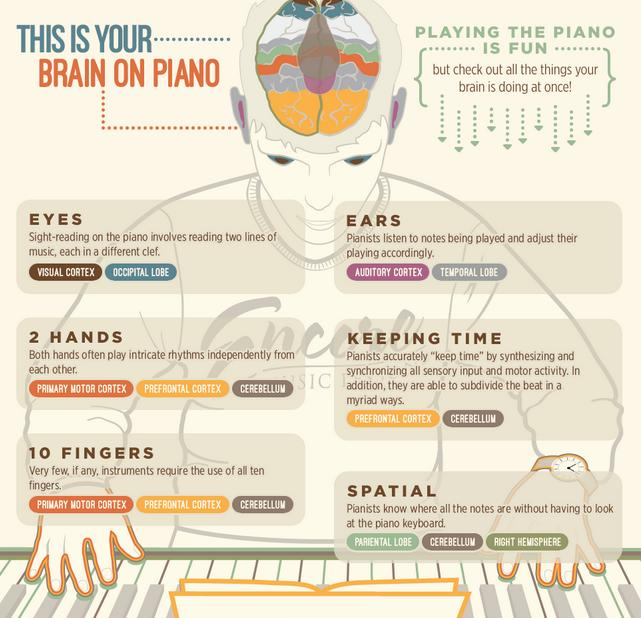 THIS IS YOUR
BRAIN ON PIANO
PLAYING THE PIANO
IS FUN
but check out all the things your
brain is doing at once!
EYES
Sight-reading on the piano involves reading two lines of
music, each in a different clef.
VISUAL CORTEX OCCIPITAL LOBE
EARS
Pianists listen to notes being played and adjust their
playing accordingly.
AUDITORY CORTEX TEMPORAL LOBE
2 HANDS
Both hands often play intricate rhythms independently from
each other.
PRIMARY MOTOR CORTEX PREFRONTAL CORTEX CEREBELLUM
KEEPING TIME
Pianists accurately “keep time” by synthesizing and
synchronizing all sensory input and motor activity. In
addition, they are able to subdivide the beat in a
myriad ways.
PREFRONTAL CORTEX CEREBELLUM
10 FINGERS
Very few, if any, instruments require the use of all ten
fingers.
PRIMARY MOTOR CORTEX PREFRONTAL CORTEX CEREBELLUM
SPATIAL
Pianists know where all the notes are without having to look
at the piano keyboard.
PARIENTAL LOBE CEREBELLUM RIGHT HEMISPHERE
Encore